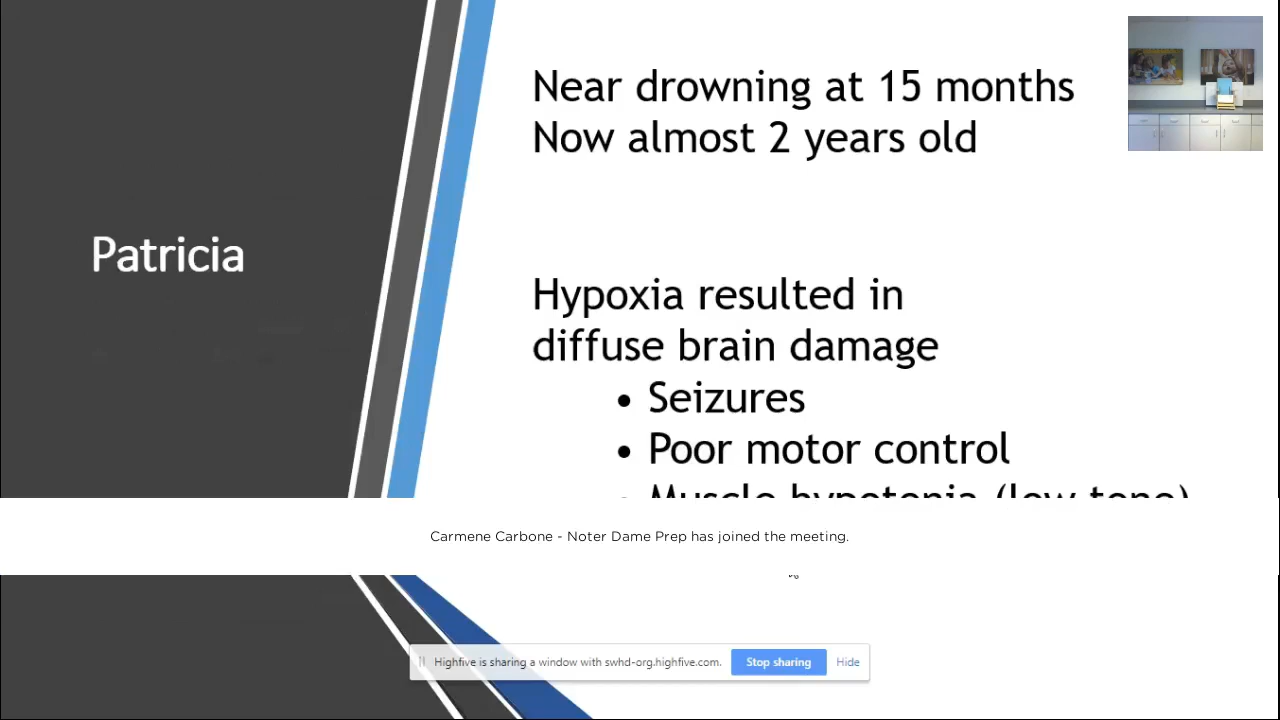 Near drowning at 15 months
Now almost 2 years old
Patricia
Hypoxia resulted in
diffuse brain damage
• Seizures
• Poor motor control
• Muscle hypotonia (low tone)
Carmene Carbone - Noter Dame Prep has joined the meeting.
Highfive is sharing a window with swhd-org.highfive.com.
Stop sharing
Hide